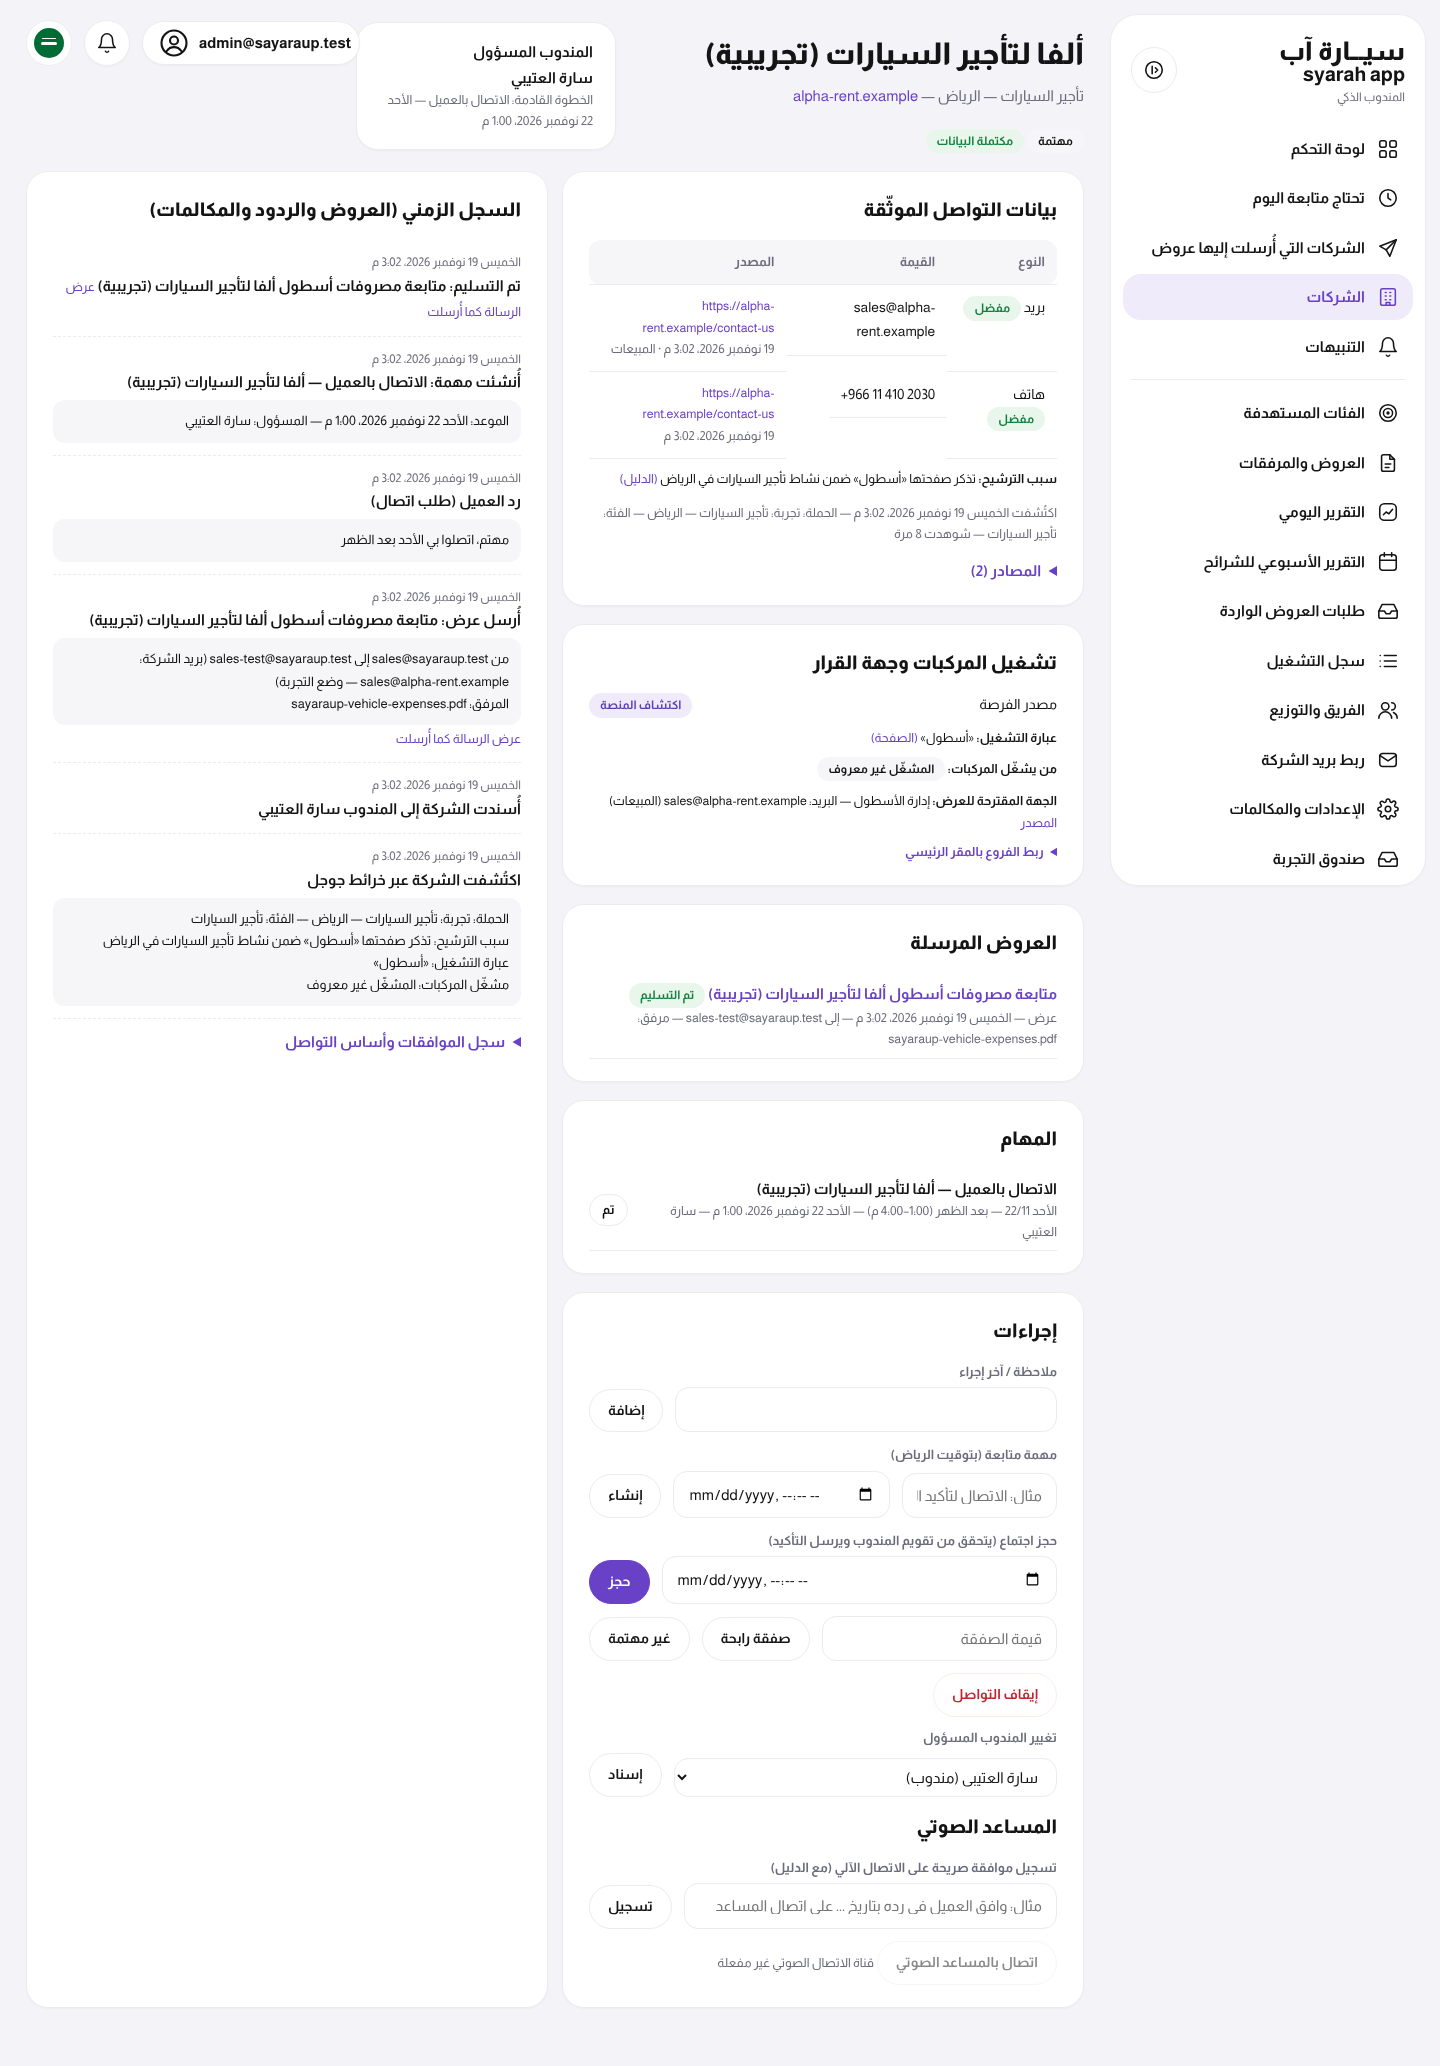 سيــارة آب
syarah app
المندوب الذكي
لوحة التحكم
تحتاج متابعة اليوم
الشركات التي أُرسلت إليها عروض
الشركات
التنبيهات
الفئات المستهدفة
العروض والمرفقات
التقرير اليومي
التقرير الأسبوعي للشرائح
طلبات العروض الواردة
سجل التشغيل
الفريق والتوزيع
ربط بريد الشركة
الإعدادات والمكالمات
صندوق التجربة
ألفا لتأجير السيارات (تجريبية)
تأجير السيارات — الرياض — alpha-rent.example
مهتمة
مكتملة البيانات
المندوب المسؤول
سارة العتيبي
الخطوة القادمة: الاتصال بالعميل — الأحد
22 نوفمبر 2026، 1:00 م
admin@sayaraup.test
بيانات التواصل الموثّقة
النوع القيمة المصدر
بريد مفضل
sales@alpha-
rent.example
https://alpha-
rent.example/contact-us
19 نوفمبر 2026، 3:02 م · المبيعات
هاتف
مفضل
+966 11 410 2030
https://alpha-
rent.example/contact-us
19 نوفمبر 2026، 3:02 م
سبب الترشيح: تذكر صفحتها «أسطول» ضمن نشاط تأجير السيارات في الرياض (الدليل)
اكتُشفت الخميس 19 نوفمبر 2026، 3:02 م — الحملة: تجربة: تأجير السيارات — الرياض — الفئة:
تأجير السيارات — شوهدت 8 مرة
المصادر (2)
تشغيل المركبات وجهة القرار
مصدر الفرصة
اكتشاف المنصة
عبارة التشغيل: «أسطول» (الصفحة)
من يشغّل المركبات: المشغّل غير معروف
الجهة المقترحة للعرض: إدارة الأسطول — البريد: sales@alpha-rent.example (المبيعات)
المصدر
ربط الفروع بالمقر الرئيسي
العروض المرسلة
متابعة مصروفات أسطول ألفا لتأجير السيارات (تجريبية) تم التسليم
عرض — الخميس 19 نوفمبر 2026، 3:02 م — إلى sales-test@sayaraup.test — مرفق:
sayaraup-vehicle-expenses.pdf
المهام
الاتصال بالعميل — ألفا لتأجير السيارات (تجريبية)
الأحد 22/11 — بعد الظهر (1:00–4:00 م) — الأحد 22 نوفمبر 2026، 1:00 م — سارة
العتيبي
تم
إجراءات
ملاحظة / آخر إجراء
إضافة
مهمة متابعة (بتوقيت الرياض)
مثال: الاتصال لتأكيد ا
mm/dd/yyyy, --:-- --
إنشاء
حجز اجتماع (يتحقق من تقويم المندوب ويرسل التأكيد)
mm/dd/yyyy, --:-- --
حجز
قيمة الصفقة
صفقة رابحة
غير مهتمة
إيقاف التواصل
تغيير المندوب المسؤول
سارة العتيبي (مندوب)
إسناد
المساعد الصوتي
تسجيل موافقة صريحة على الاتصال الآلي (مع الدليل)
مثال: وافق العميل في رده بتاريخ ... على اتصال المساعد
تسجيل
اتصال بالمساعد الصوتي
قناة الاتصال الصوتي غير مفعلة
السجل الزمني (العروض والردود والمكالمات)
الخميس 19 نوفمبر 2026، 3:02 م
تم التسليم: متابعة مصروفات أسطول ألفا لتأجير السيارات (تجريبية) عرض
الرسالة كما أُرسلت
الخميس 19 نوفمبر 2026، 3:02 م
أُنشئت مهمة: الاتصال بالعميل — ألفا لتأجير السيارات (تجريبية)
الموعد: الأحد 22 نوفمبر 2026، 1:00 م — المسؤول: سارة العتيبي
الخميس 19 نوفمبر 2026، 3:02 م
رد العميل (طلب اتصال)
مهتم، اتصلوا بي الأحد بعد الظهر
الخميس 19 نوفمبر 2026، 3:02 م
أُرسل عرض: متابعة مصروفات أسطول ألفا لتأجير السيارات (تجريبية)
من sales@sayaraup.test إلى sales-test@sayaraup.test (بريد الشركة:
sales@alpha-rent.example — وضع التجربة)
المرفق: sayaraup-vehicle-expenses.pdf
عرض الرسالة كما أُرسلت
الخميس 19 نوفمبر 2026، 3:02 م
أُسندت الشركة إلى المندوب سارة العتيبي
الخميس 19 نوفمبر 2026، 3:02 م
اكتُشفت الشركة عبر خرائط جوجل
الحملة: تجربة: تأجير السيارات — الرياض — الفئة: تأجير السيارات
سبب الترشيح: تذكر صفحتها «أسطول» ضمن نشاط تأجير السيارات في الرياض
عبارة التشغيل: «أسطول»
مشغّل المركبات: المشغّل غير معروف
سجل الموافقات وأساس التواصل